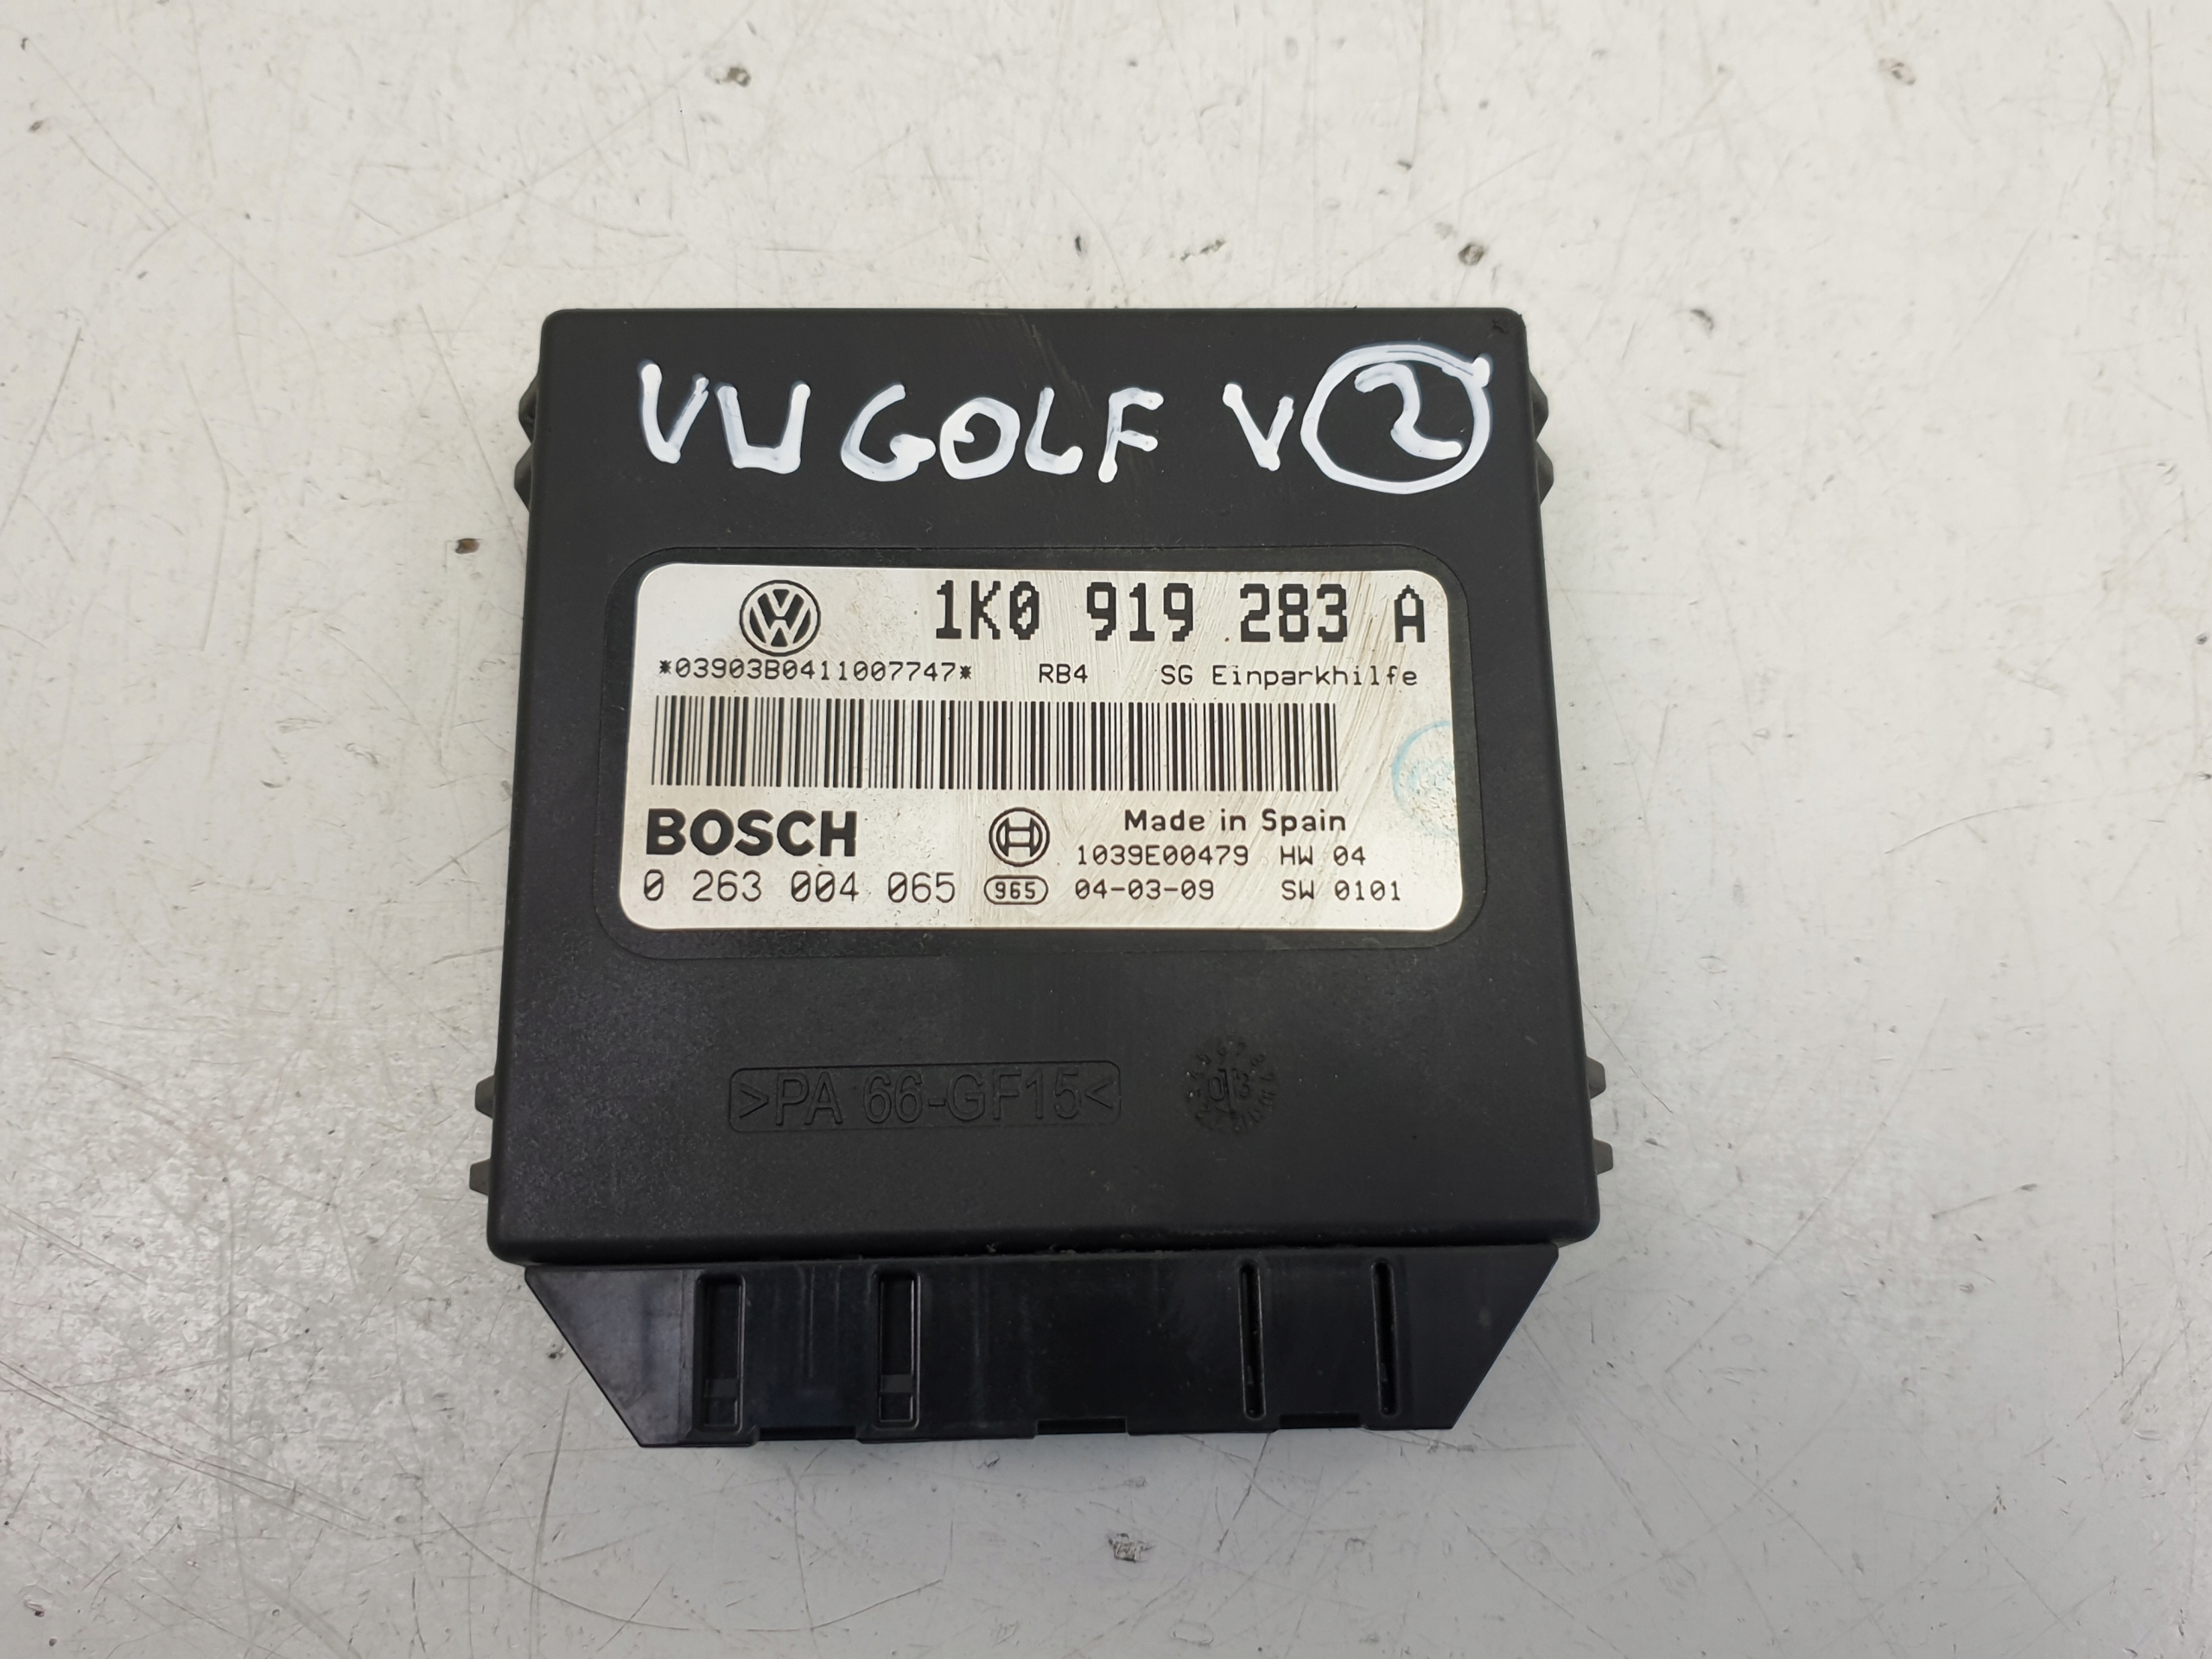 VW GOLF V 2
1K0 919 283 A
*03903B0411007747* RB4 SG Einparkhilfe
BOSCH
Made in Spain
1039E00479 HW 04
0 263 004 065 965 04-03-09 SW 0101
>PA 66-GF15<